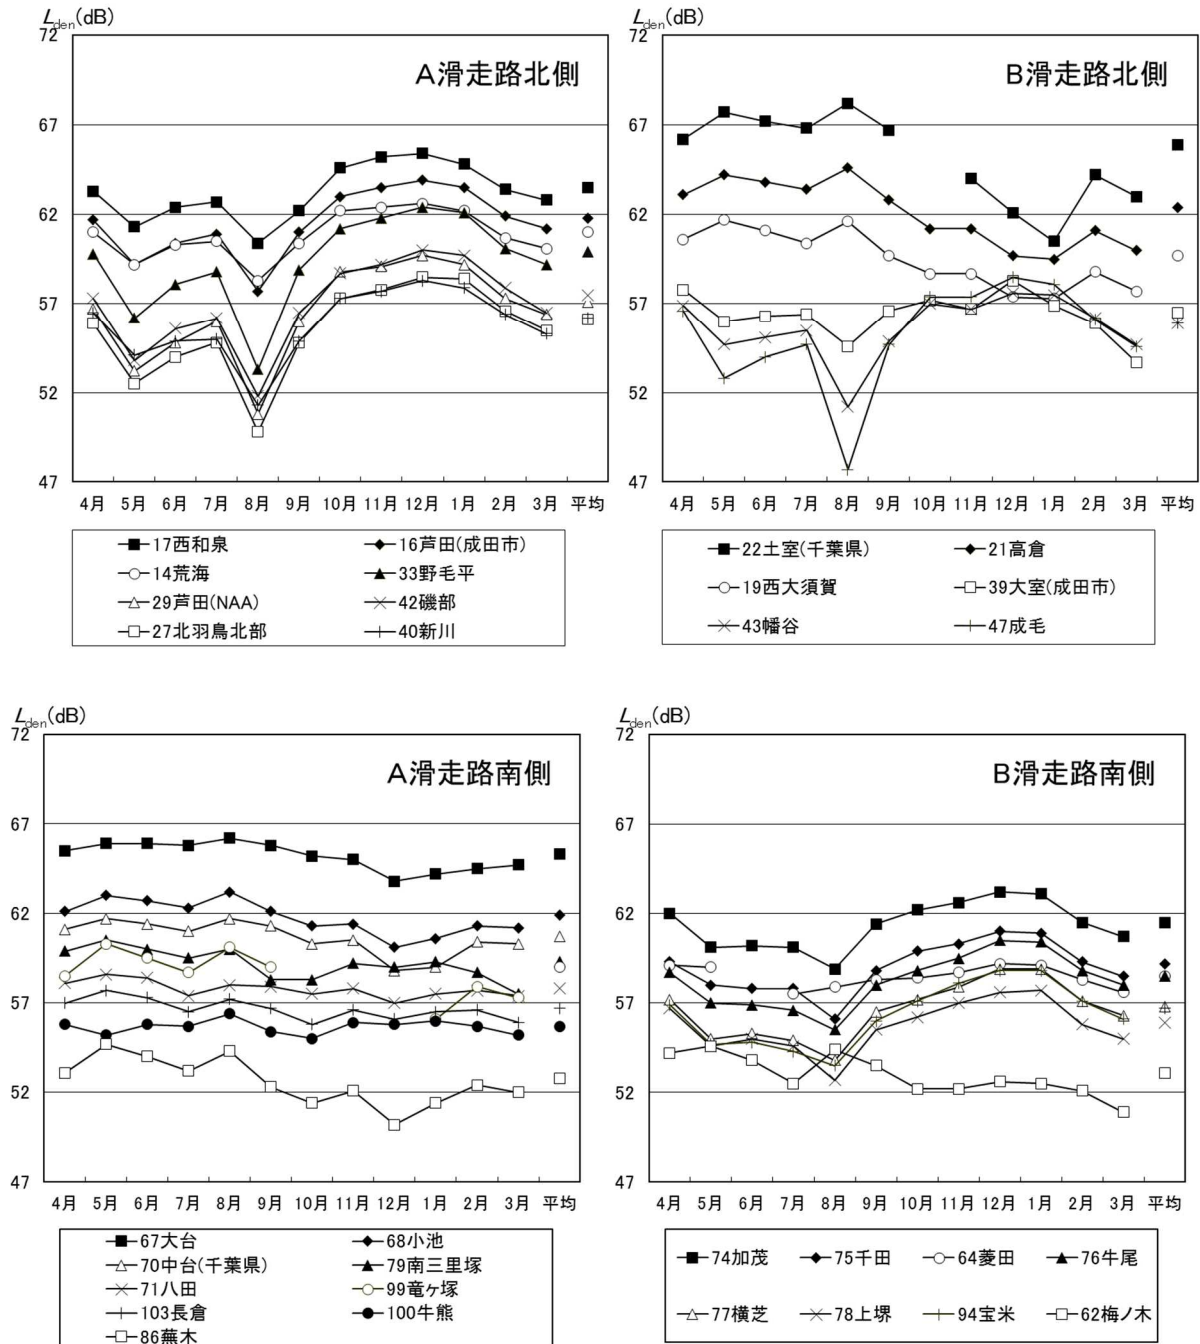 Lden(dB)
A滑走路北側
72
67
62
57
52
47
4月 5月 6月 7月 8月 9月 10月 11月 12月 1月 2月 3月 平均
17西和泉 16芦田(成田市)
14荒海 33野毛平
29芦田(NAA) 42磯部
27北羽鳥北部 40新川
Lden(dB)
B滑走路北側
72
67
62
57
52
47
4月 5月 6月 7月 8月 9月 10月 11月 12月 1月 2月 3月 平均
22土室(千葉県) 21高倉
19西大須賀 39大室(成田市)
43幡谷 47成毛
Lden(dB)
A滑走路南側
72
67
62
57
52
47
4月 5月 6月 7月 8月 9月 10月 11月 12月 1月 2月 3月 平均
67大台 68小池
70中台(千葉県) 79南三里塚
71八田 99竜ヶ塚
103長倉 100牛熊
86蕪木
Lden(dB)
B滑走路南側
72
67
62
57
52
47
4月 5月 6月 7月 8月 9月 10月 11月 12月 1月 2月 3月 平均
74加茂 75千田 64菱田 76牛尾
77横芝 78上堺 94宝米 62梅ノ木